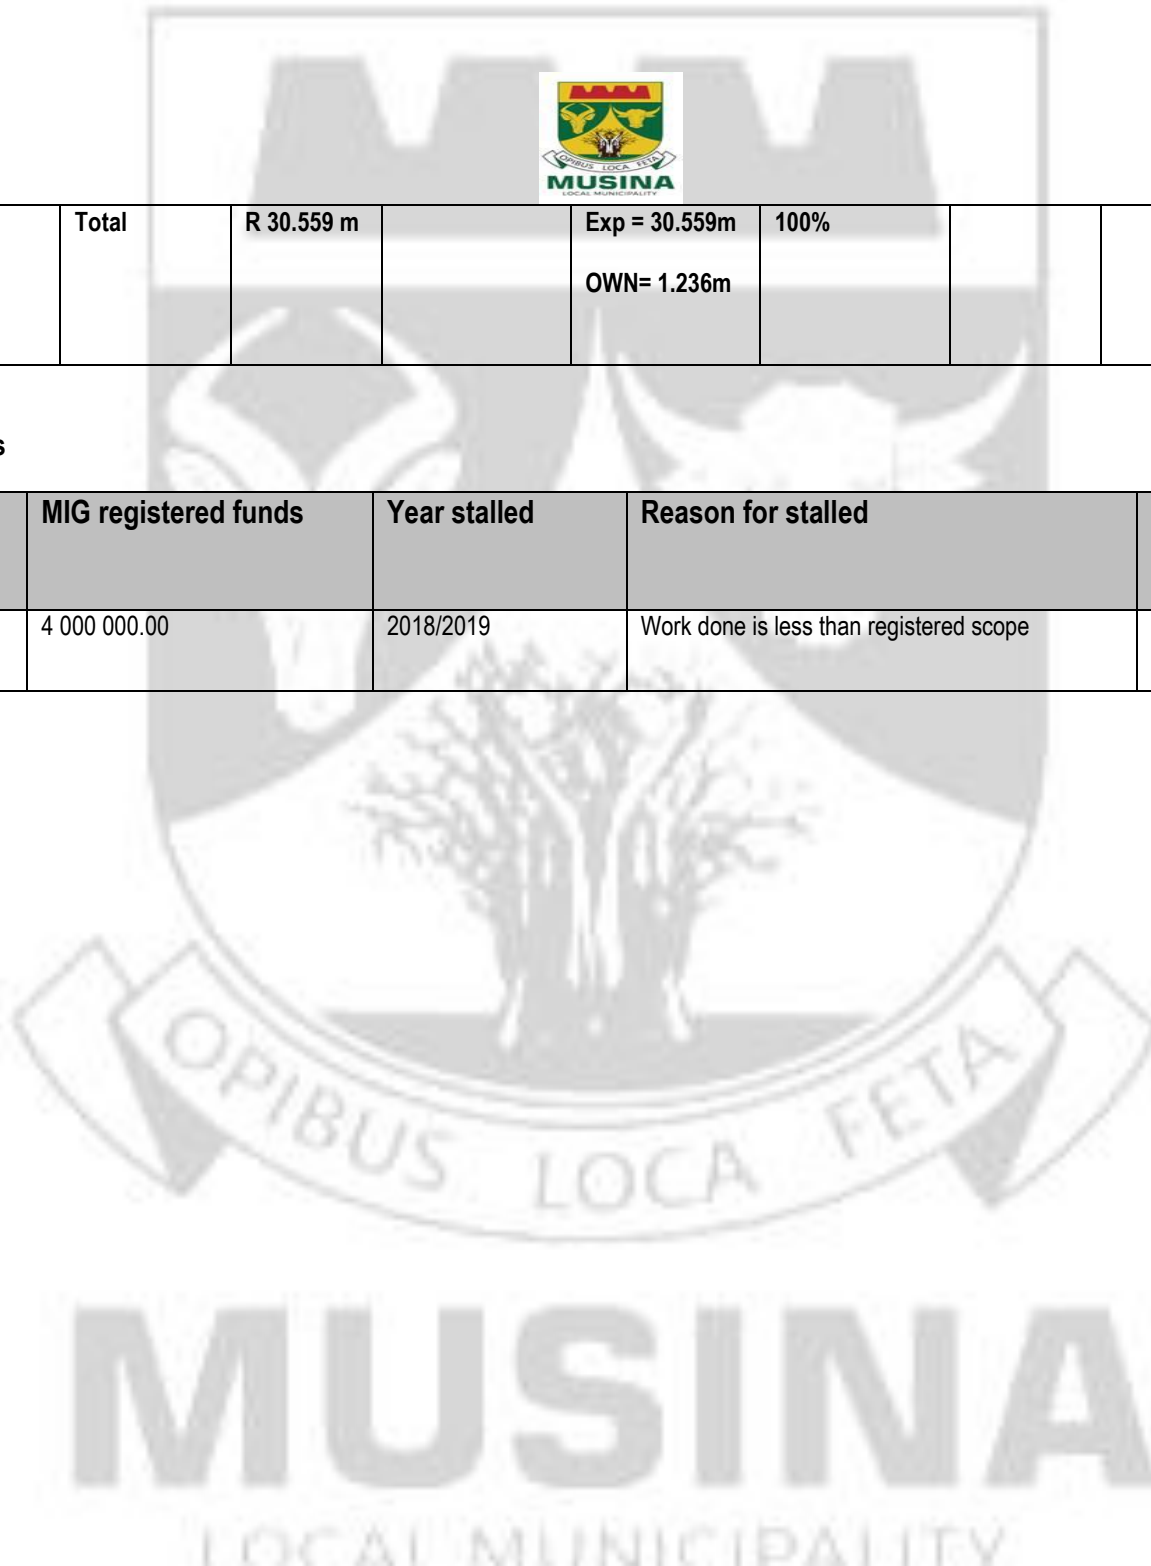 OPIBUS LOCA FETA
MUSINA
LOCAL MUNICIPALITY
Total R 30.559 m Exp = 30.559m 100%
OWN= 1.236m
s
MIG registered funds Year stalled Reason for stalled
4 000 000.00 2018/2019 Work done is less than registered scope
OPIBUS LOCA FETA
MUSINA
LOCAL MUNICIPALITY